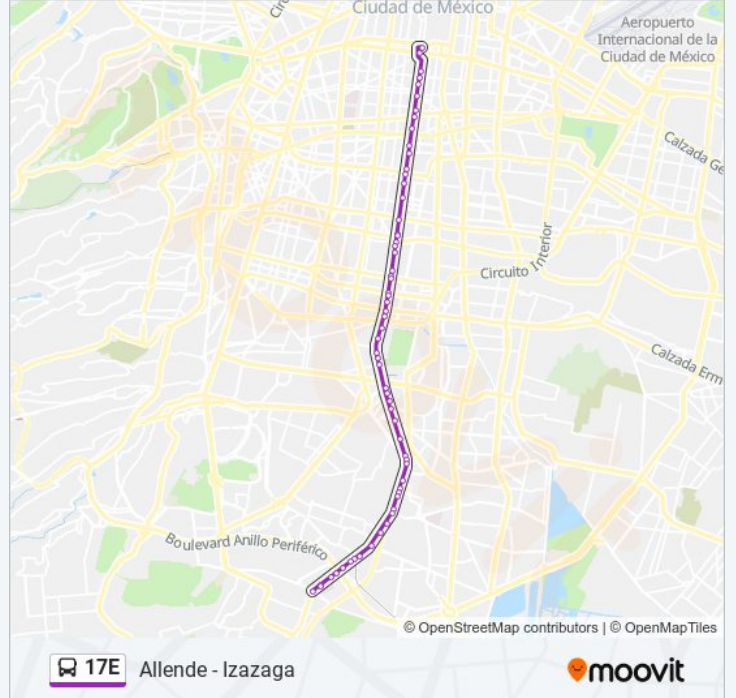 Ciudad de México
Aeropuerto
Internacional de la
Ciudad de México
Calzada Ge
Circuito Interior
Calzada Erm
Boulevard Anillo Periférico
© OpenStreetMap contributors | © OpenMapTiles
17E Allende - Izazaga
moovit